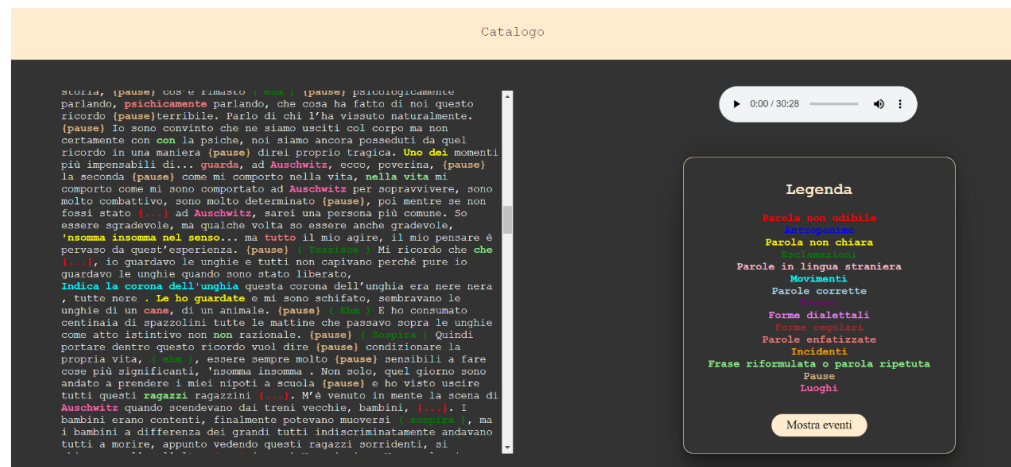 Catalogo
storia, {pause} cos'è rimasto ( ehm ) {pause} psicologicamente
parlando, psichicamente parlando, che cosa ha fatto di noi questo
ricordo {pause}terribile. Parlo di chi l'ha vissuto naturalmente.
{pause} Io sono convinto che ne siamo usciti col corpo ma non
certamente con con la psiche, noi siamo ancora posseduti da quel
ricordo in una maniera {pause} direi proprio tragica. Uno dei momenti
più impensabili di... guarda, ad Auschwitz, ecco, poverina, {pause}
la seconda {pause} come mi comporto nella vita, nella vita mi
comporto come mi sono comportato ad Auschwitz per sopravvivere, sono
molto combattivo, sono molto determinato {pause}, poi mentre se non
fossi stato {...} ad Auschwitz, sarei una persona più comune. So
essere sgradevole, ma qualche volta so essere anche gradevole,
'nsomma insomma nel senso... ma tutto il mio agire, il mio pensare è
pervaso da quest'esperienza. {pause} ( Tossisce ) Mi ricordo che che
{...}, io guardavo le unghie e tutti non capivano perché pure io
guardavo le unghie quando sono stato liberato,
Indica la corona dell'unghia questa corona dell'unghia era nere nera
, tutte nere . Le ho guardate e mi sono schifato, sembravano le
unghie di un cane, di un animale. {pause} ( Ehm ) E ho consumato
centinaia di spazzolini tutte le mattine che passavo sopra le unghie
come atto istintivo non non razionale. {pause} ( Sospira ) Quindi
portare dentro questo ricordo vuol dire {pause} condizionare la
propria vita, ( ehm ), essere sempre molto {pause} sensibili a fare
cose più significanti, 'nsomma insomma . Non solo, quel giorno sono
andato a prendere i miei nipoti a scuola {pause} e ho visto uscire
tutti questi ragazzi ragazzini {...}. M'è venuto in mente la scena di
Auschwitz quando scendevano dai treni vecchie, bambini, {...}. I
bambini erano contenti, finalmente potevano muoversi ( sospira ), ma
i bambini a differenza dei grandi tutti indiscriminatamente andavano
tutti a morire, appunto vedendo questi ragazzi sorridenti, si
0:00 / 30:28
Legenda
Parola non udibile
Antroponimo
Parola non chiara
Esclamazioni
Parole in lingua straniera
Movimenti
Parole corrette
Forme dialettali
Forme regolari
Parole enfatizzate
Incidenti
Frase riformulata o parola ripetuta
Pause
Luoghi
Mostra eventi